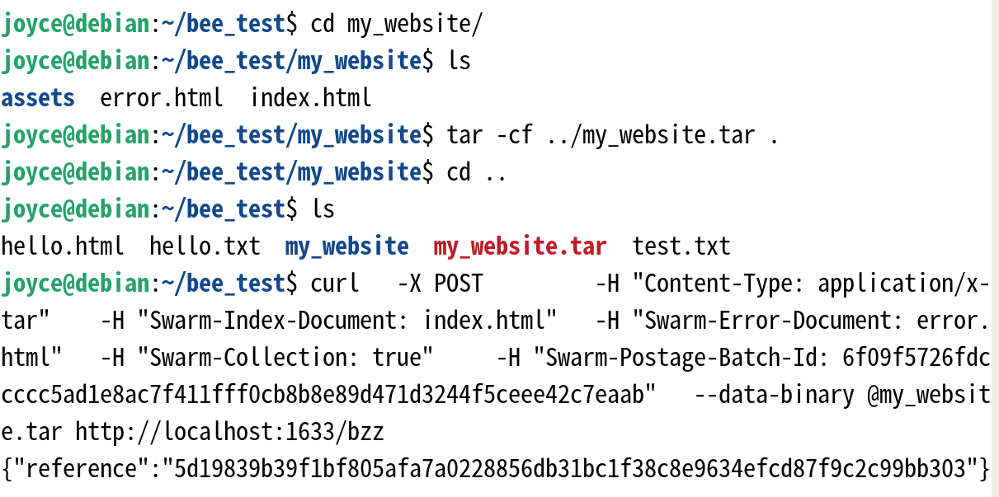 joyce@debian:~/bee_test$ cd my_website/
joyce@debian:~/bee_test/my_website$ ls
assets  error.html  index.html
joyce@debian:~/bee_test/my_website$ tar -cf ../my_website.tar .
joyce@debian:~/bee_test/my_website$ cd ..
joyce@debian:~/bee_test$ ls
hello.html  hello.txt  my_website  my_website.tar  test.txt
joyce@debian:~/bee_test$ curl   -X POST         -H "Content-Type: application/x-
tar"    -H "Swarm-Index-Document: index.html"   -H "Swarm-Error-Document: error.
html"   -H "Swarm-Collection: true"     -H "Swarm-Postage-Batch-Id: 6f09f5726fdc
cccc5ad1e8ac7f411fff0cb8b8e89d471d3244f5ceee42c7eaab"   --data-binary @my_websit
e.tar http://localhost:1633/bzz
{"reference":"5d19839b39f1bf805afa7a0228856db31bc1f38c8e9634efcd87f9c2c99bb303"}